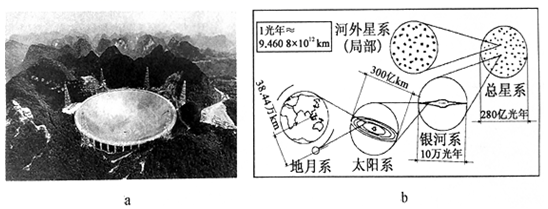 1光年≈
9.460 8×10¹² km
河外星系
(局部)
总星系
280亿光年
300亿km
38.44万km
地月系
太阳系
银河系
10万光年
a
b